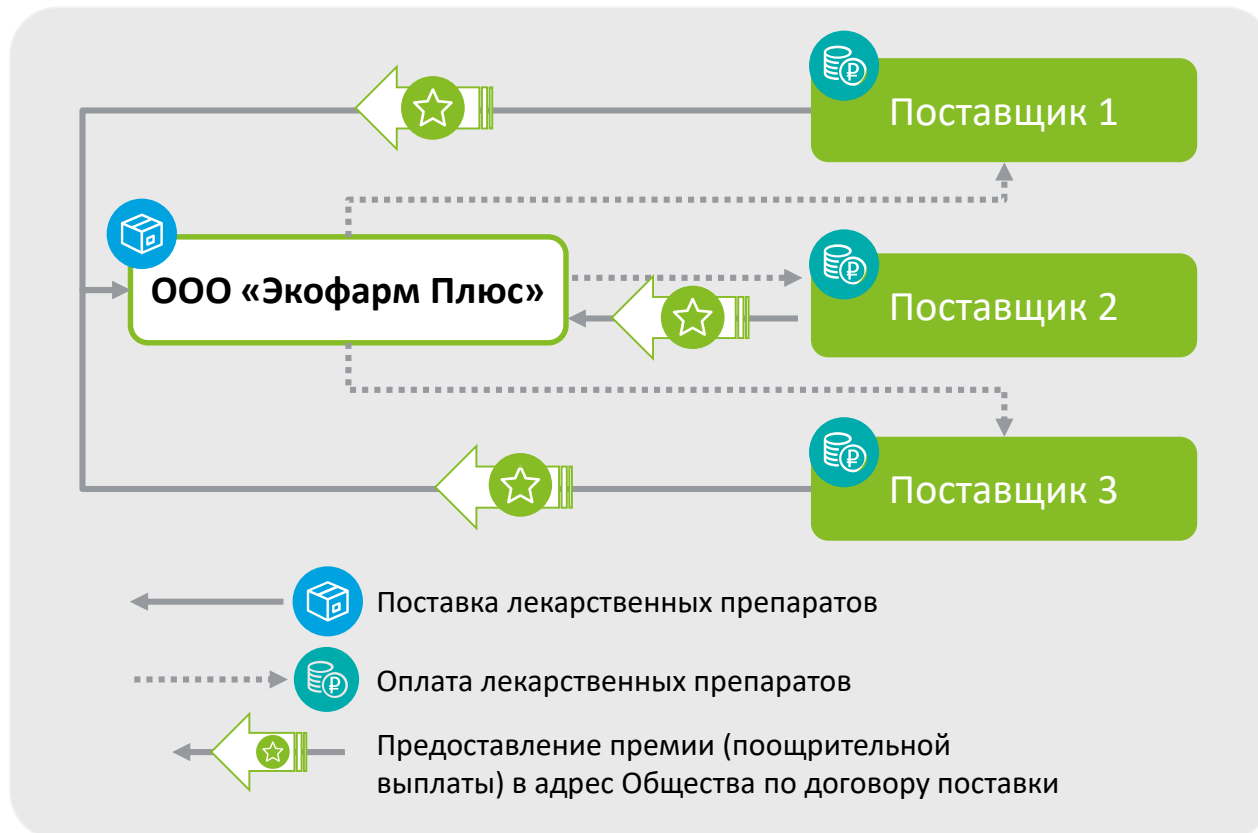 Поставщик 1
ООО «Экофарм Плюс»
Поставщик 2
Поставщик 3
Поставка лекарственных препаратов
Оплата лекарственных препаратов
Предоставление премии (поощрительной
выплаты) в адрес Общества по договору поставки